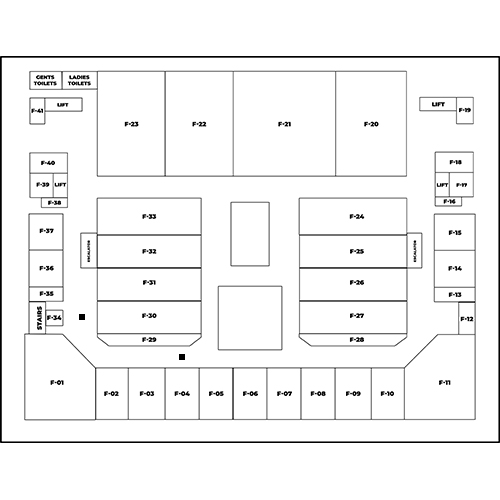 GENTS
TOILETS
LADIES
TOILETS
F-41
LIFT
F-23
F-22
F-21
F-20
LIFT
F-19
F-40
F-39
LIFT
F-38
F-18
LIFT
F-17
F-16
F-37
F-36
F-35
ESCALATOR
F-33
F-32
F-31
F-30
F-29
F-24
F-25
F-26
F-27
F-28
ESCALATOR
F-15
F-14
F-13
STAIRS
F-34
F-12
F-01
F-02
F-03
F-04
F-05
F-06
F-07
F-08
F-09
F-10
F-11